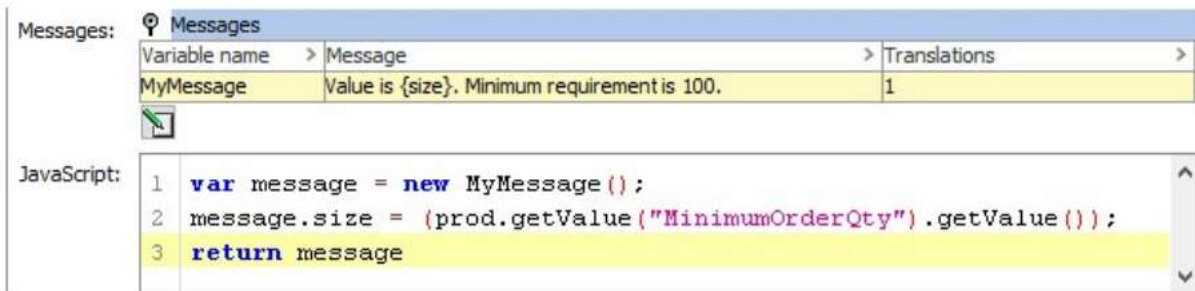 Messages:
Messages
Variable name > Message > Translations >
MyMessage Value is {size}. Minimum requirement is 100. 1
JavaScript:
1 var message = new MyMessage();
2 message.size = (prod.getValue("MinimumOrderQty").getValue());
3 return message